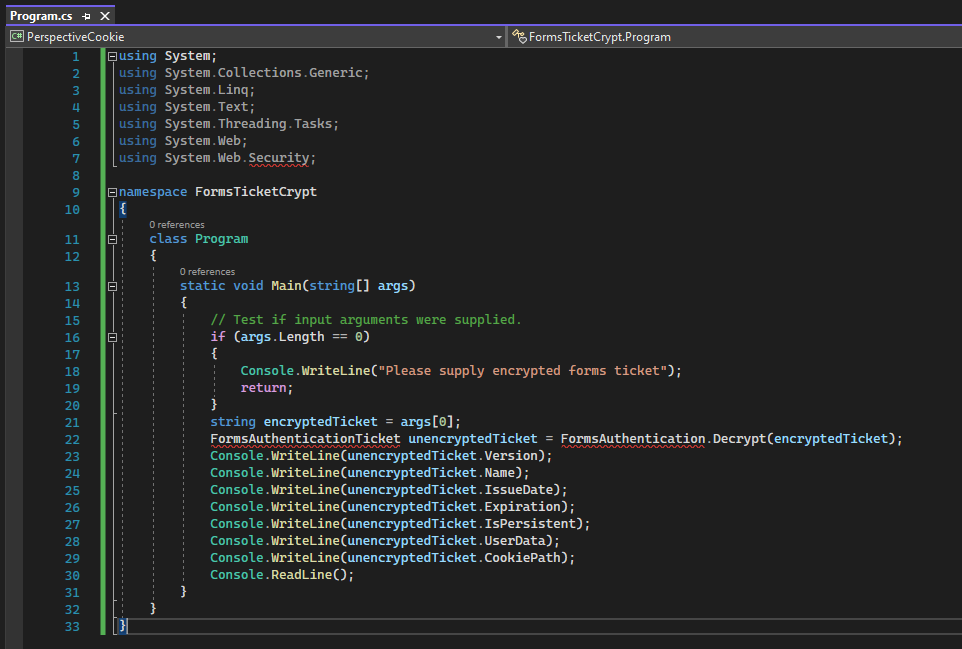 Program.cs
C# PerspectiveCookie FormsTicketCrypt.Program
1 using System;
2 using System.Collections.Generic;
3 using System.Linq;
4 using System.Text;
5 using System.Threading.Tasks;
6 using System.Web;
7 using System.Web.Security;
8
9 namespace FormsTicketCrypt
10 {
0 references
11 class Program
12 {
0 references
13 static void Main(string[] args)
14 {
15 // Test if input arguments were supplied.
16 if (args.Length == 0)
17 {
18 Console.WriteLine("Please supply encrypted forms ticket");
19 return;
20 }
21 string encryptedTicket = args[0];
22 FormsAuthenticationTicket unencryptedTicket = FormsAuthentication.Decrypt(encryptedTicket);
23 Console.WriteLine(unencryptedTicket.Version);
24 Console.WriteLine(unencryptedTicket.Name);
25 Console.WriteLine(unencryptedTicket.IssueDate);
26 Console.WriteLine(unencryptedTicket.Expiration);
27 Console.WriteLine(unencryptedTicket.IsPersistent);
28 Console.WriteLine(unencryptedTicket.UserData);
29 Console.WriteLine(unencryptedTicket.CookiePath);
30 Console.ReadLine();
31 }
32 }
33 }